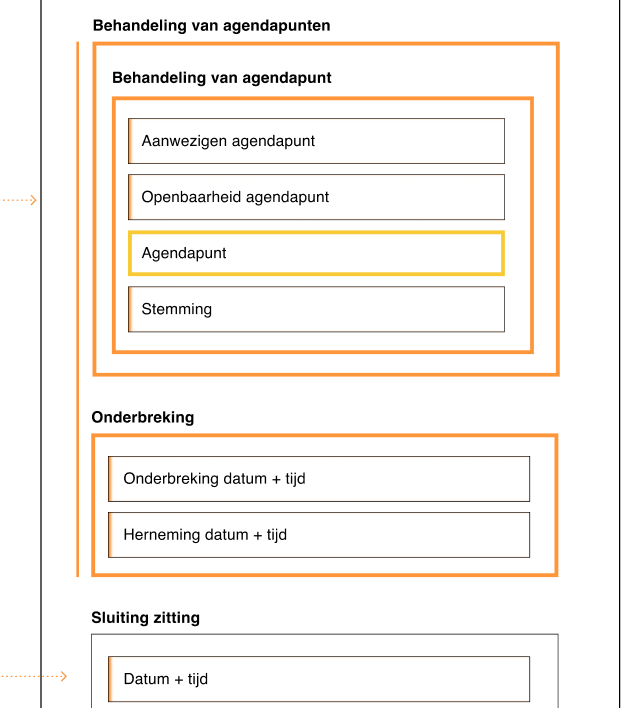 Behandeling van agendapunten
Behandeling van agendapunt
Aanwezigen agendapunt
Openbaarheid agendapunt
Agendapunt
Stemming
Onderbreking
Onderbreking datum + tijd
Herneming datum + tijd
Sluiting zitting
Datum + tijd